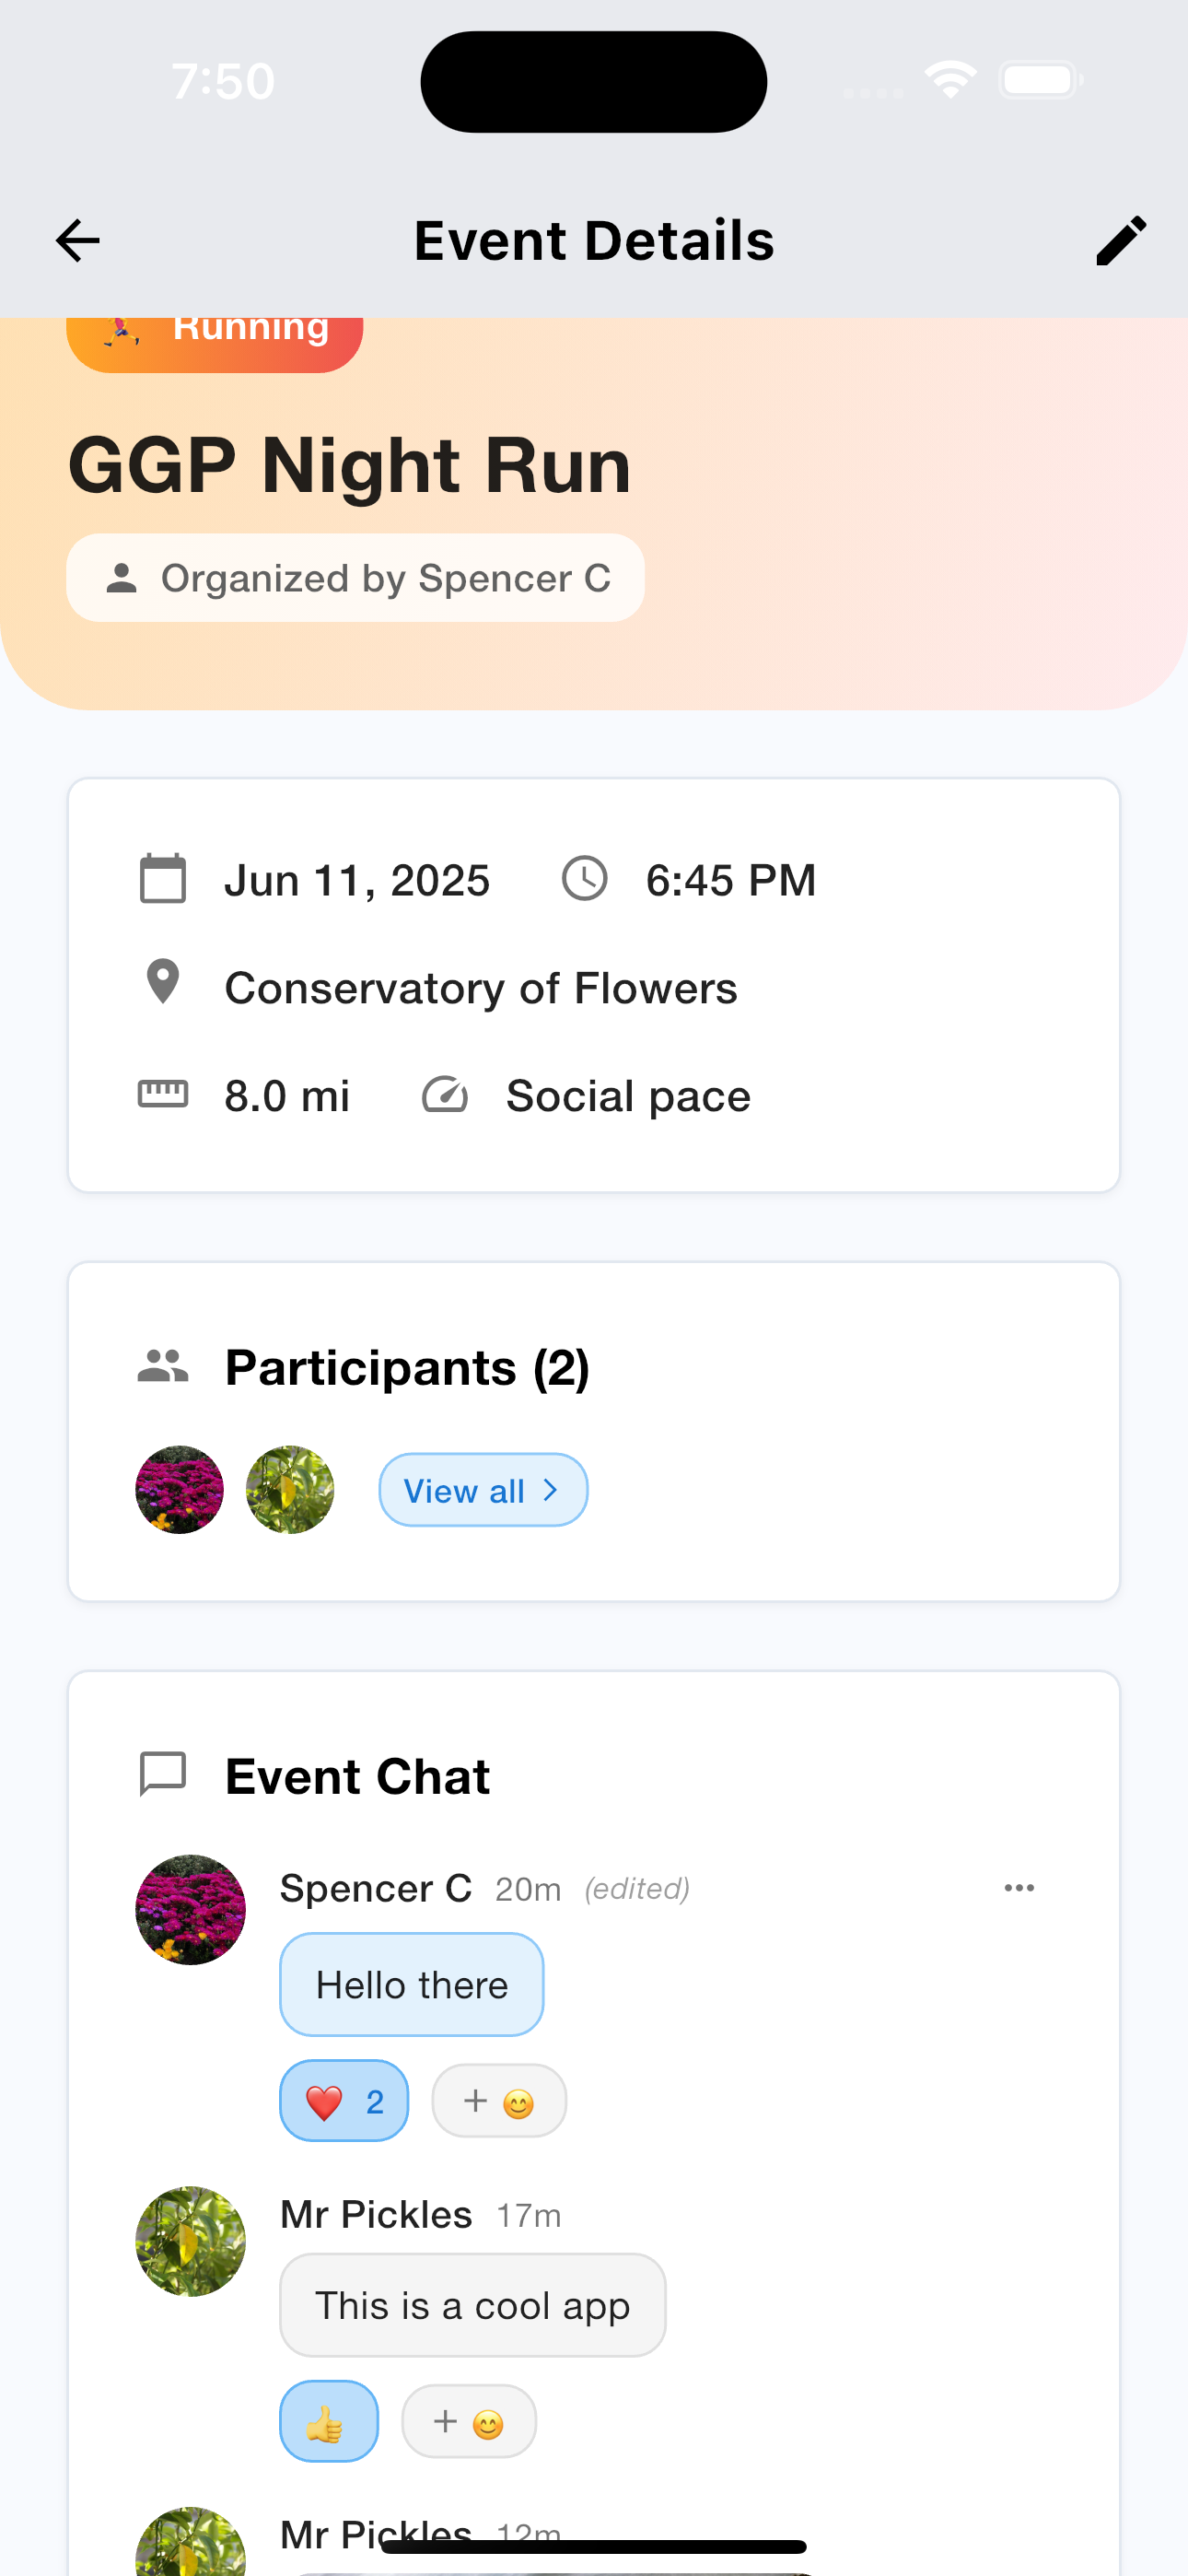 7:50
Event Details
Running
GGP Night Run
Organized by Spencer C
Jun 11, 2025 6:45 PM
Conservatory of Flowers
8.0 mi Social pace
Participants (2)
View all
Event Chat
Spencer C 20m (edited)
Hello there
❤️ 2 + 😊
Mr Pickles 17m
This is a cool app
👍 + 😊
Mr Pickles 12m